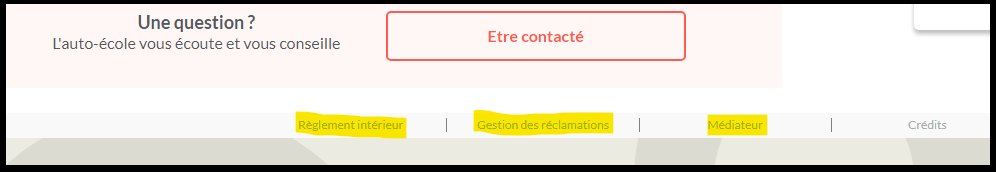 Une question ?
L'auto-école vous écoute et vous conseille
Etre contacté
Règlement intérieur | Gestion des réclamations | Médiateur | Crédits